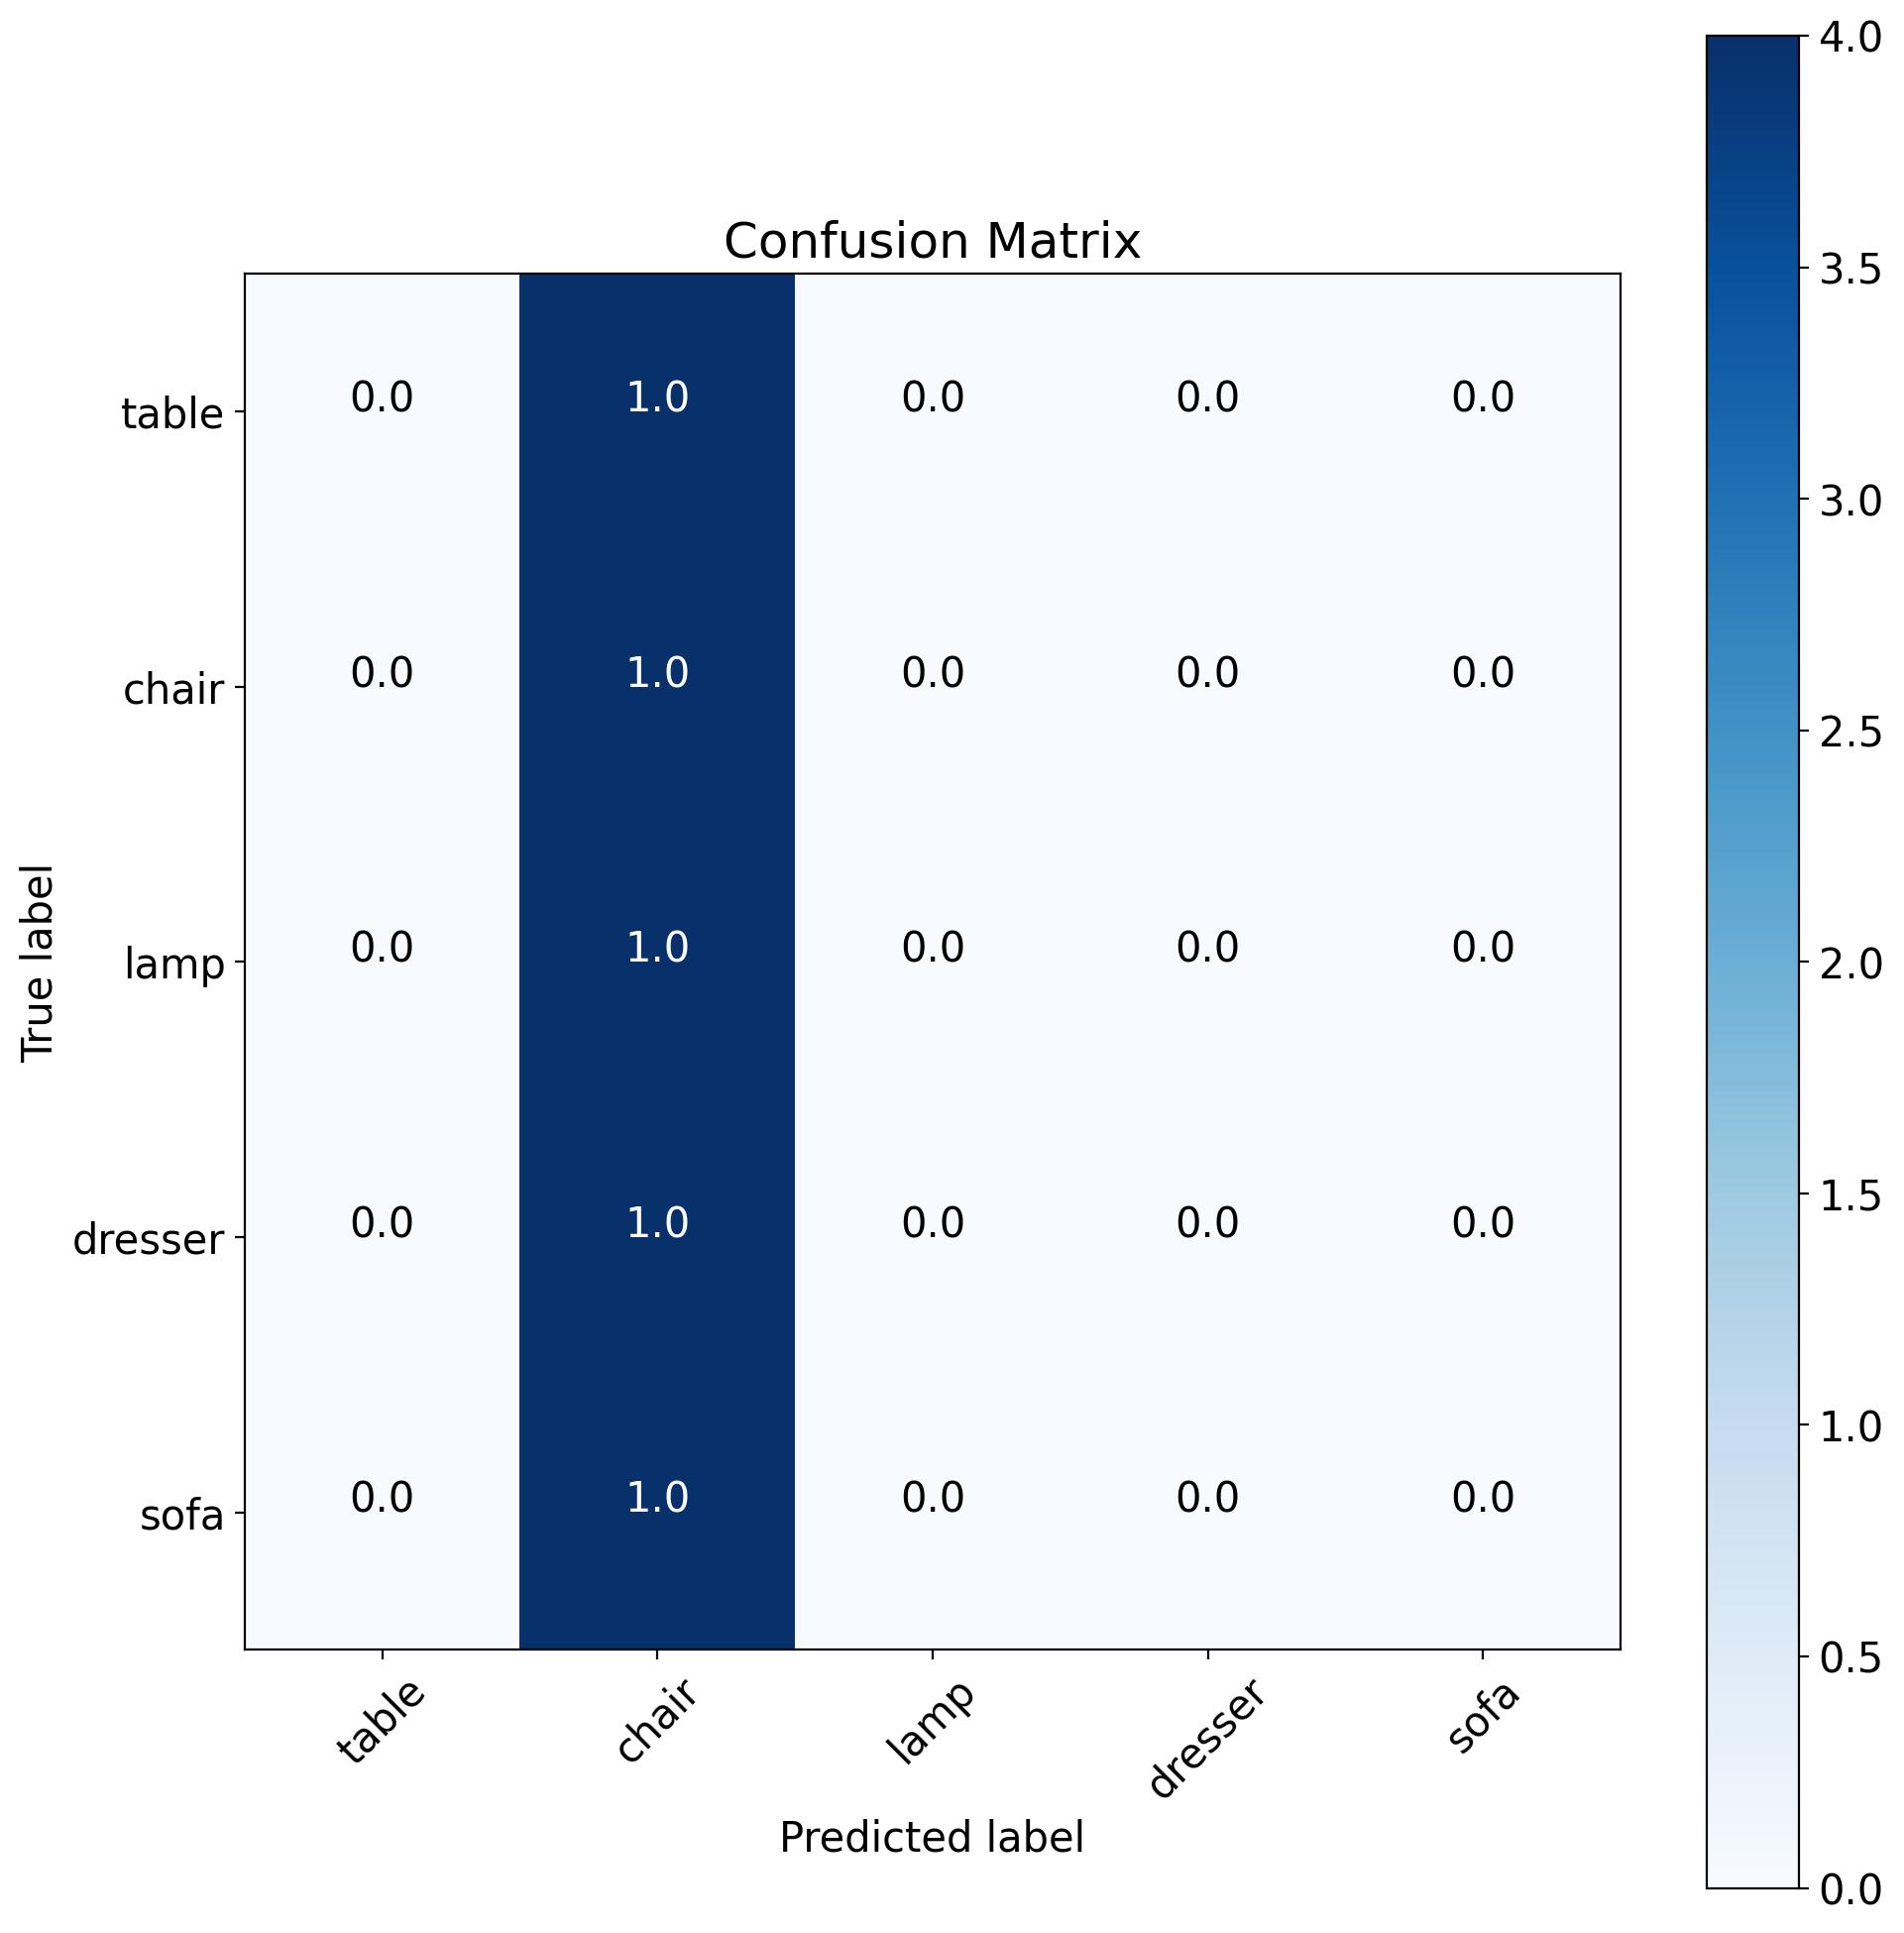 Confusion Matrix
True label
table 0.0 1.0 0.0 0.0 0.0
chair 0.0 1.0 0.0 0.0 0.0
lamp 0.0 1.0 0.0 0.0 0.0
dresser 0.0 1.0 0.0 0.0 0.0
sofa 0.0 1.0 0.0 0.0 0.0
table chair lamp dresser sofa
Predicted label
4.0
3.5
3.0
2.5
2.0
1.5
1.0
0.5
0.0